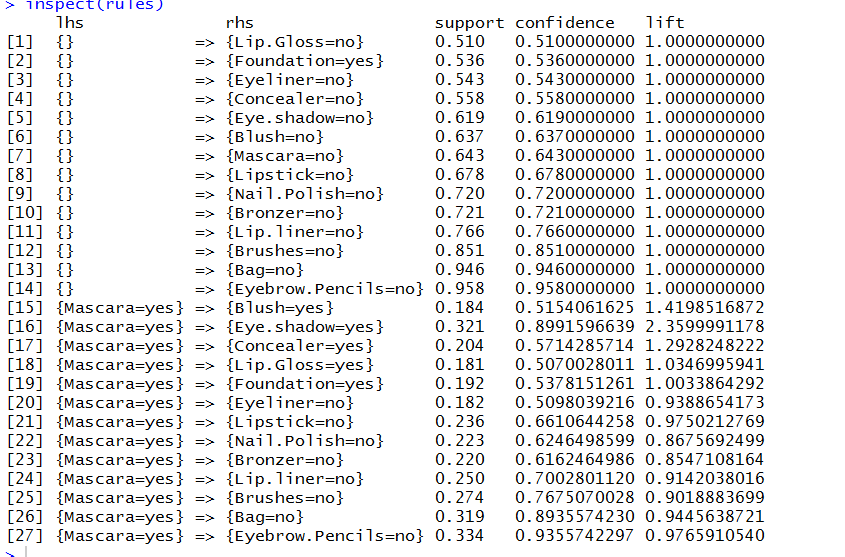 > inspect(rules)
lhs rhs support confidence lift
[1] {} => {Lip.Gloss=no} 0.510 0.5100000000 1.0000000000
[2] {} => {Foundation=yes} 0.536 0.5360000000 1.0000000000
[3] {} => {Eyeliner=no} 0.543 0.5430000000 1.0000000000
[4] {} => {Concealer=no} 0.558 0.5580000000 1.0000000000
[5] {} => {Eye.shadow=no} 0.619 0.6190000000 1.0000000000
[6] {} => {Blush=no} 0.637 0.6370000000 1.0000000000
[7] {} => {Mascara=no} 0.643 0.6430000000 1.0000000000
[8] {} => {Lipstick=no} 0.678 0.6780000000 1.0000000000
[9] {} => {Nail.Polish=no} 0.720 0.7200000000 1.0000000000
[10] {} => {Bronzer=no} 0.721 0.7210000000 1.0000000000
[11] {} => {Lip.liner=no} 0.766 0.7660000000 1.0000000000
[12] {} => {Brushes=no} 0.851 0.8510000000 1.0000000000
[13] {} => {Bag=no} 0.946 0.9460000000 1.0000000000
[14] {} => {Eyebrow.Pencils=no} 0.958 0.9580000000 1.0000000000
[15] {Mascara=yes} => {Blush=yes} 0.184 0.5154061625 1.4198516872
[16] {Mascara=yes} => {Eye.shadow=yes} 0.321 0.8991596639 2.3599991178
[17] {Mascara=yes} => {Concealer=yes} 0.204 0.5714285714 1.2928248222
[18] {Mascara=yes} => {Lip.Gloss=yes} 0.181 0.5070028011 1.0346995941
[19] {Mascara=yes} => {Foundation=yes} 0.192 0.5378151261 1.0033864292
[20] {Mascara=yes} => {Eyeliner=no} 0.182 0.5098039216 0.9388654173
[21] {Mascara=yes} => {Lipstick=no} 0.236 0.6610644258 0.9750212769
[22] {Mascara=yes} => {Nail.Polish=no} 0.223 0.6246498599 0.8675692499
[23] {Mascara=yes} => {Bronzer=no} 0.220 0.6162464986 0.8547108164
[24] {Mascara=yes} => {Lip.liner=no} 0.250 0.7002801120 0.9142038016
[25] {Mascara=yes} => {Brushes=no} 0.274 0.7675070028 0.9018883699
[26] {Mascara=yes} => {Bag=no} 0.319 0.8935574230 0.9445638721
[27] {Mascara=yes} => {Eyebrow.Pencils=no} 0.334 0.9355742297 0.9765910540
>